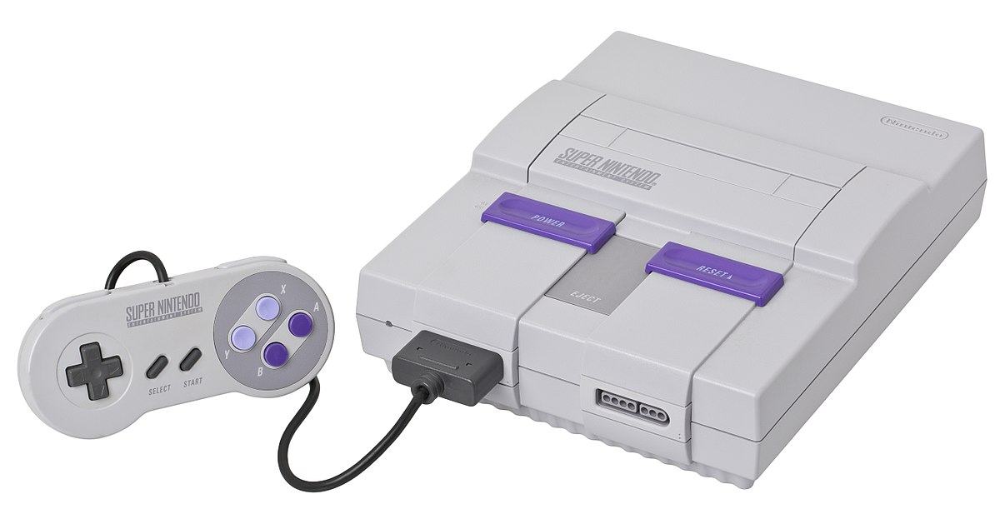 Nintendo
SUPER NINTENDO
ENTERTAINMENT SYSTEM
POWER
RESET
EJECT
SUPER NINTENDO
ENTERTAINMENT SYSTEM
X
A
Y
B
SELECT
START